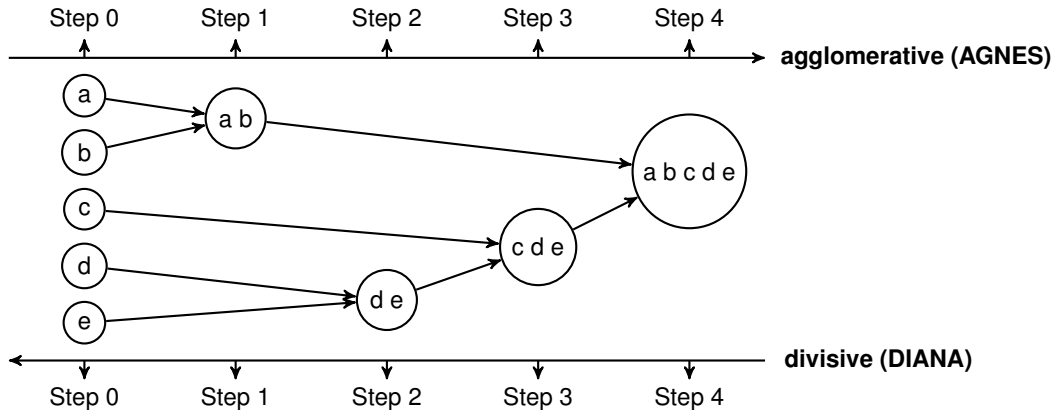 Step 0 Step 1 Step 2 Step 3 Step 4
agglomerative (AGNES)
a
a b
b
a b c d e
c
c d e
d
d e
e
divisive (DIANA)
Step 0 Step 1 Step 2 Step 3 Step 4